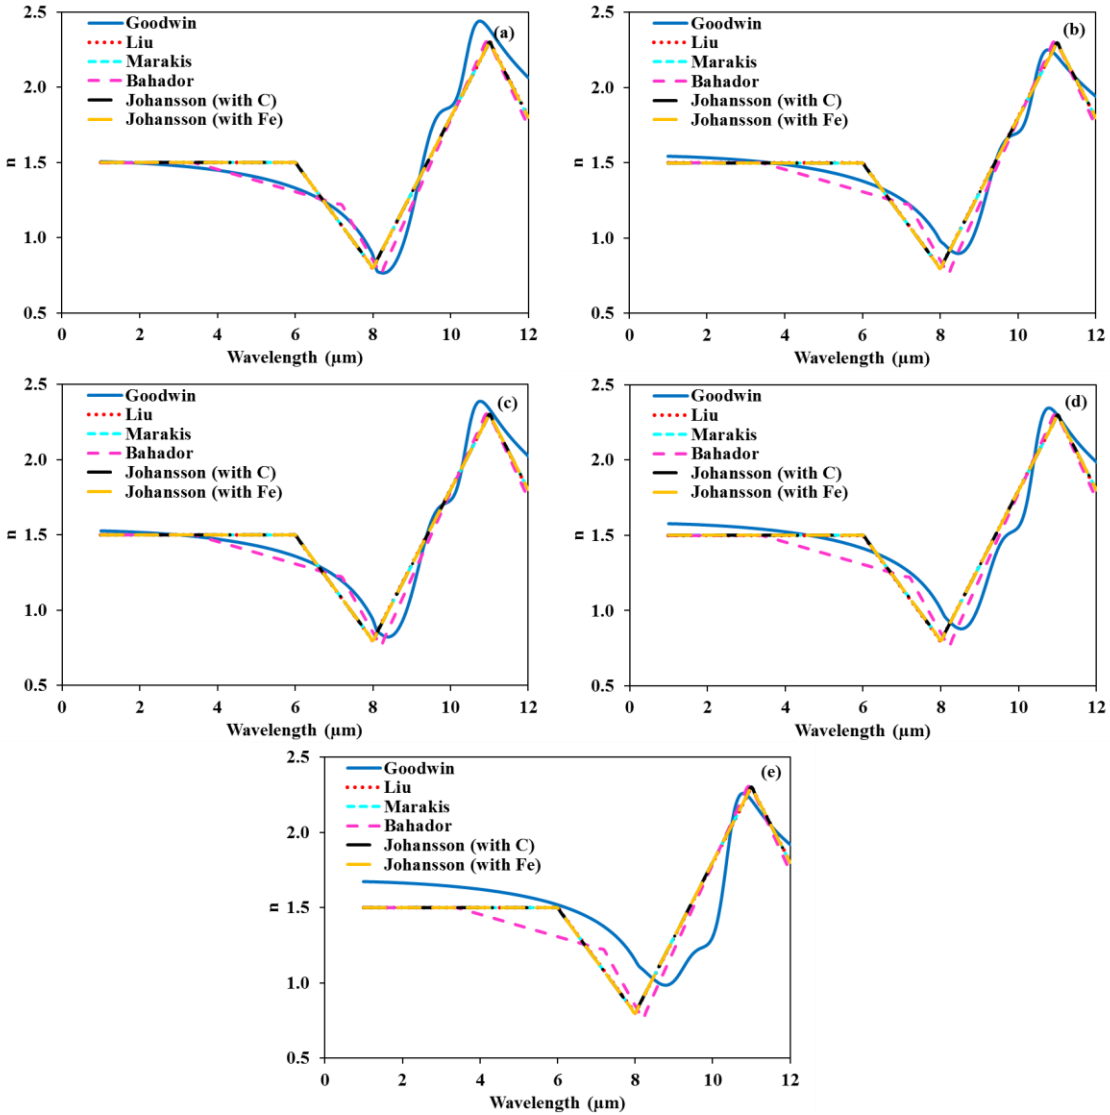 2.5
2.0
1.5
1.0
0.5
n
Goodwin
Liu
Marakis
Bahador
Johansson (with C)
Johansson (with Fe)
(a)
0 2 4 6 8 10 12
Wavelength (µm)
2.5
2.0
1.5
1.0
0.5
n
Goodwin
Liu
Marakis
Bahador
Johansson (with C)
Johansson (with Fe)
(b)
0 2 4 6 8 10 12
Wavelength (µm)
2.5
2.0
1.5
1.0
0.5
n
Goodwin
Liu
Marakis
Bahador
Johansson (with C)
Johansson (with Fe)
(c)
0 2 4 6 8 10 12
Wavelength (µm)
2.5
2.0
1.5
1.0
0.5
n
Goodwin
Liu
Marakis
Bahador
Johansson (with C)
Johansson (with Fe)
(d)
0 2 4 6 8 10 12
Wavelength (µm)
2.5
2.0
1.5
1.0
0.5
n
Goodwin
Liu
Marakis
Bahador
Johansson (with C)
Johansson (with Fe)
(e)
0 2 4 6 8 10 12
Wavelength (µm)